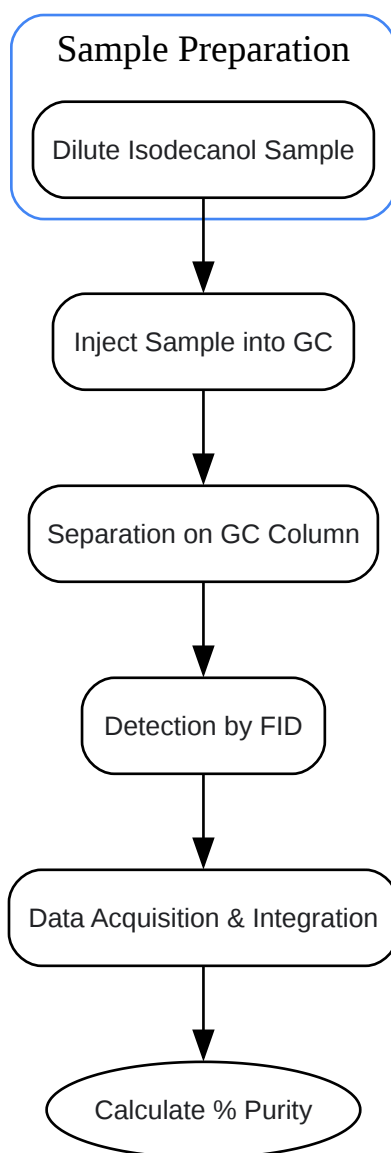 Sample Preparation
Dilute Isodecanol Sample
Inject Sample into GC
Separation on GC Column
Detection by FID
Data Acquisition & Integration
Calculate % Purity